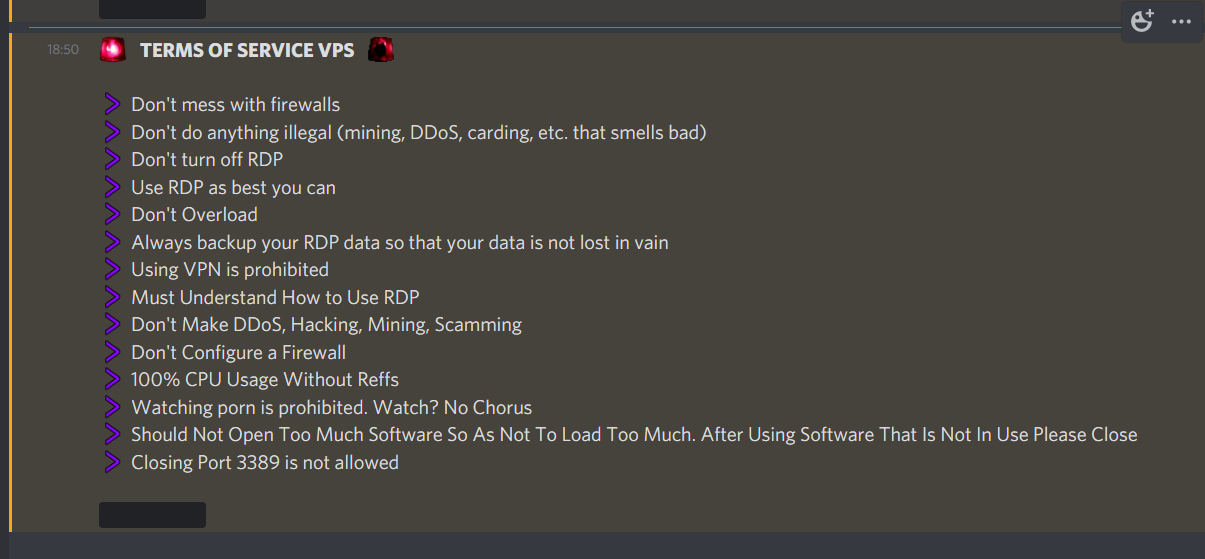 18:50 TERMS OF SERVICE VPS
Don't mess with firewalls
Don't do anything illegal (mining, DDoS, carding, etc. that smells bad)
Don't turn off RDP
Use RDP as best you can
Don't Overload
Always backup your RDP data so that your data is not lost in vain
Using VPN is prohibited
Must Understand How to Use RDP
Don't Make DDoS, Hacking, Mining, Scamming
Don't Configure a Firewall
100% CPU Usage Without Reffs
Watching porn is prohibited. Watch? No Chorus
Should Not Open Too Much Software So As Not To Load Too Much. After Using Software That Is Not In Use Please Close
Closing Port 3389 is not allowed